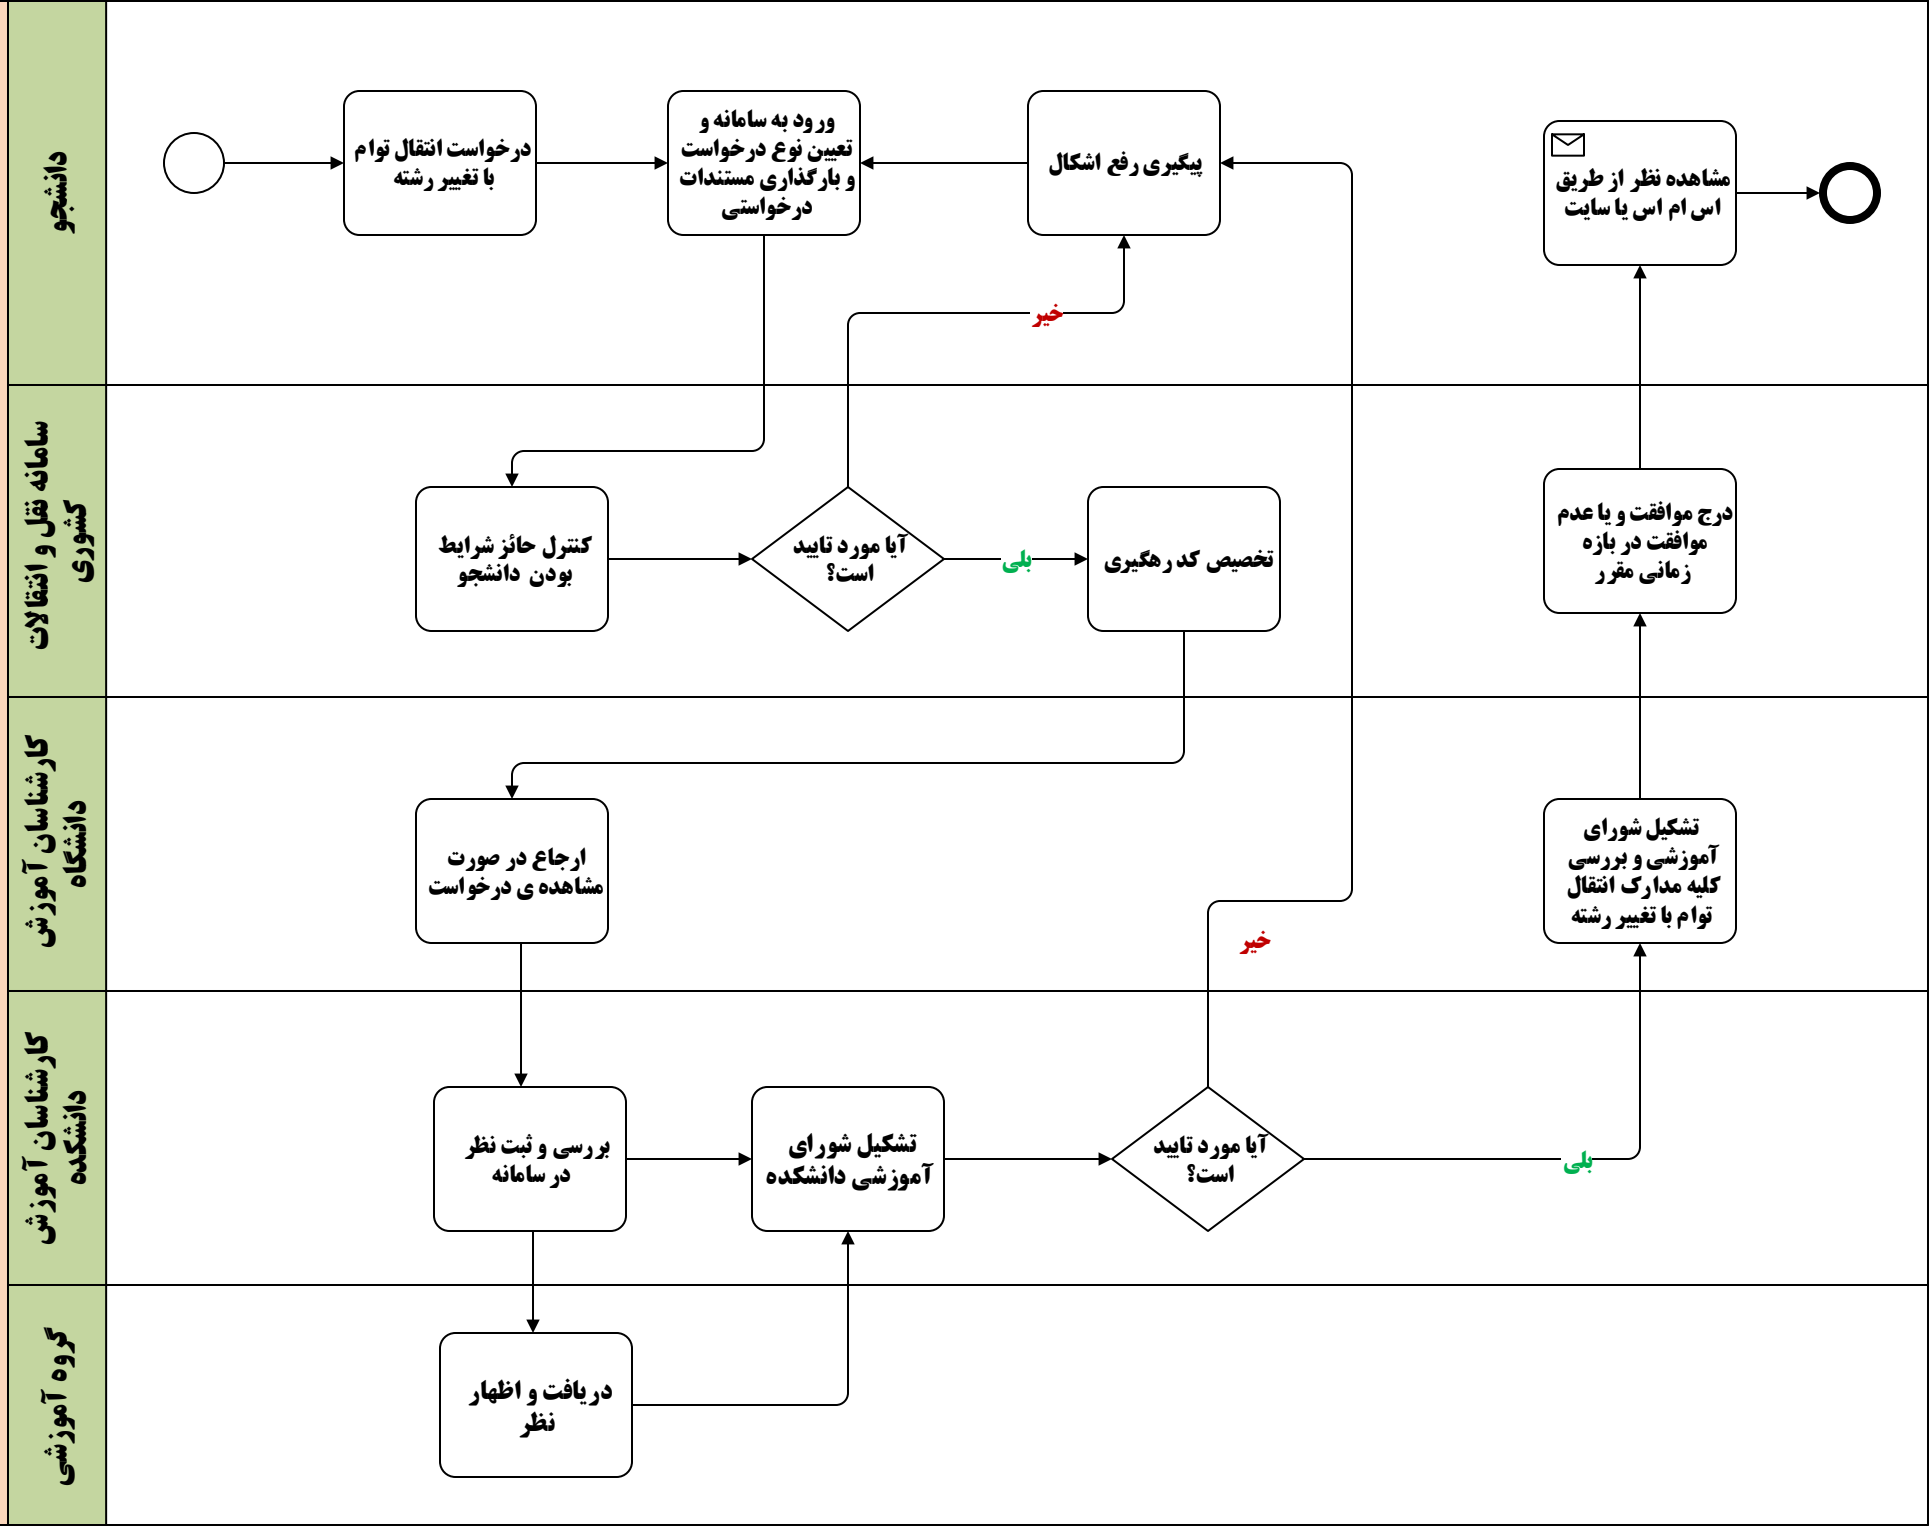 دانشجو
درخواست انتقال توام
با تغییر رشته
ورود به سامانه و
تعیین نوع درخواست
و بارگذاری مستندات
درخواستی
پیگیری رفع اشکال
مشاهده نظر از طریق
اس ام اس یا سایت
خیر
سامانه نقل و انتقالات
کشوری
کنترل حائز شرایط
بودن دانشجو
آیا مورد تایید
است؟
بلی
تخصیص کد رهگیری
درج موافقت و یا عدم
موافقت در بازه
زمانی مقرر
کارشناسان آموزش
دانشگاه
ارجاع در صورت
مشاهده ی درخواست
خیر
تشکیل شورای
آموزشی و بررسی
کلیه مدارک انتقال
توام با تغییر رشته
کارشناسان آموزش
دانشکده
بررسی و ثبت نظر
در سامانه
تشکیل شورای
آموزشی دانشکده
آیا مورد تایید
است؟
بلی
گروه آموزشی
دریافت و اظهار
نظر